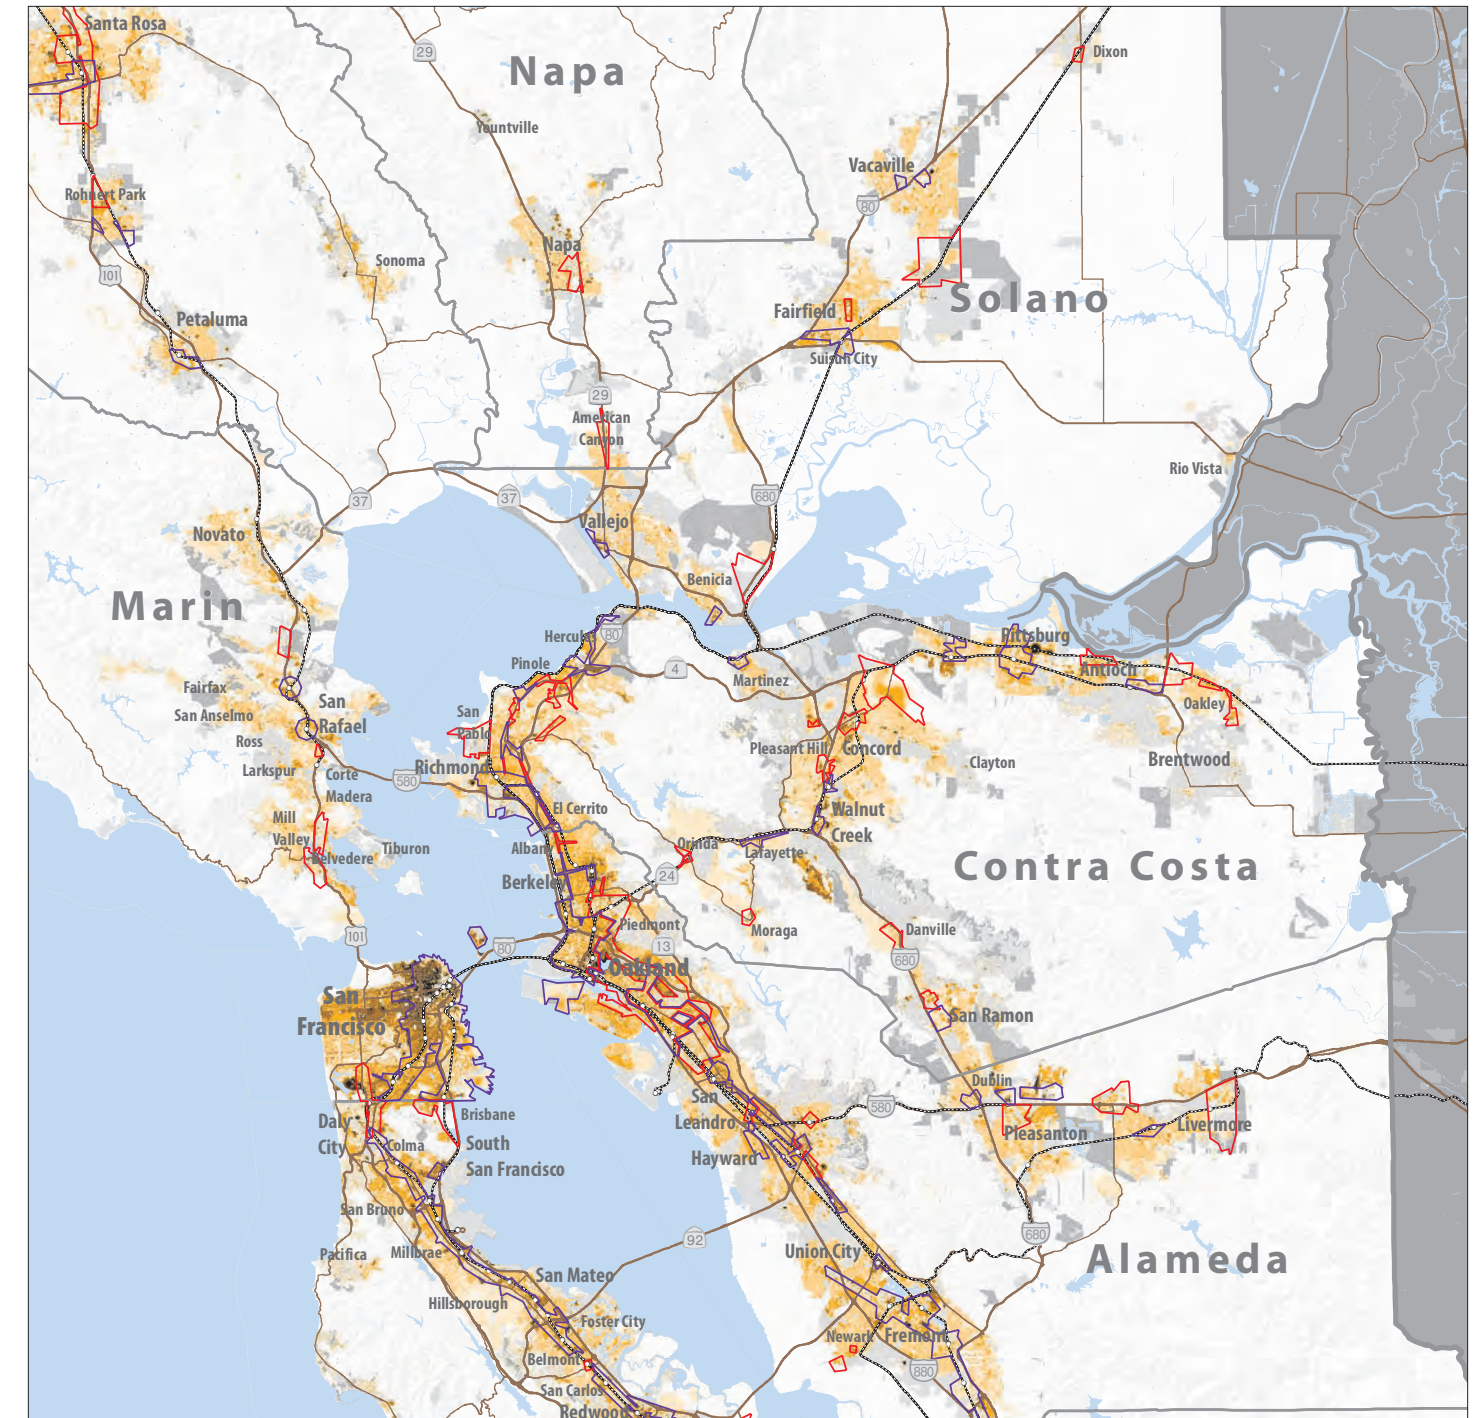 Santa Rosa
29
Napa
Dixon
Yountville
Vacaville
80
Rohnert Park
Napa
Sonoma
101
Solano
Petaluma
Fairfield
Suisun City
29
American
Canyon
Rio Vista
37
37
680
Novato
Vallejo
Benicia
Marin
Hercules
80
Pittsburg
Pinole
4
Martinez
Antioch
Fairfax
San
Rafael
San Anselmo
Oakley
San
Pablo
Ross
Pleasant Hill
Concord
Clayton
Brentwood
Larkspur
Corte
Madera
580
Richmond
El Cerrito
Walnut
Creek
Mill
Valley
Tiburon
Belvedere
Albany
Orinda
Lafayette
Contra Costa
24
Berkeley
Piedmont
Moraga
Danville
101
80
13
680
Oakland
San
Francisco
San Ramon
Dublin
San
Leandro
580
Daly
City
Brisbane
Colma
South
San Francisco
Pleasanton
Livermore
Hayward
San Bruno
92
680
Pacifica
Millbrae
Union City
Alameda
San Mateo
Hillsborough
Foster City
Newark
Fremont
Belmont
880
San Carlos
Redwood